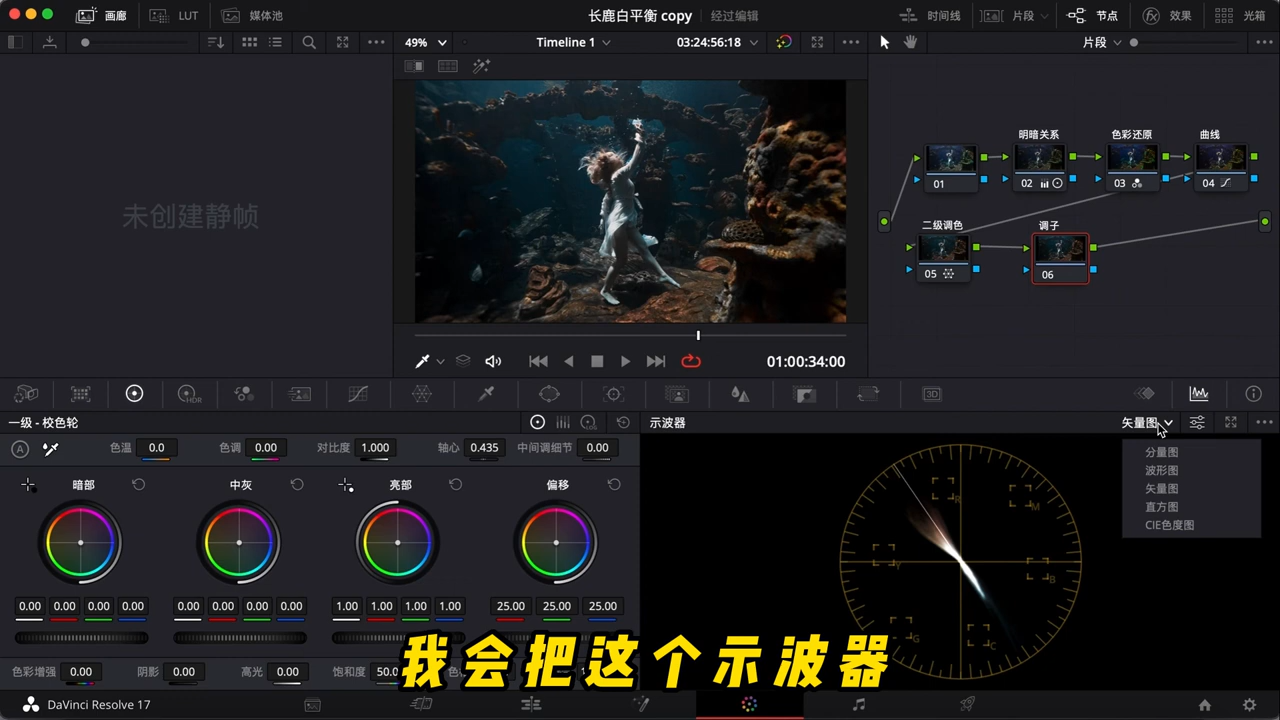 画廊
LUT
媒体池
长鹿白平衡 copy
经过编辑
时间线
片段
节点
效果
光箱
49%
Timeline 1
03:24:56:18
片段
未创建静帧
01:00:34:00
明暗关系
色彩还原
曲线
01
02
03
04
二级调色
调子
05
06
HDR
3D
一级 - 校色轮
示波器
矢量图
A
色温
0.0
色调
0.00
对比度
1.000
轴心
0.435
中间调细节
0.00
暗部
中灰
亮部
偏移
分量图
波形图
矢量图
直方图
CIE色度图
R
M
Y
B
G
C
0.00 0.00 0.00 0.00
0.00 0.00 0.00 0.00
1.00 1.00 1.00 1.00
25.00 25.00 25.00
色彩增强
0.00
阴影
0.00
高光
0.00
饱和度
50.0
我会把这个示波器
DaVinci Resolve 17